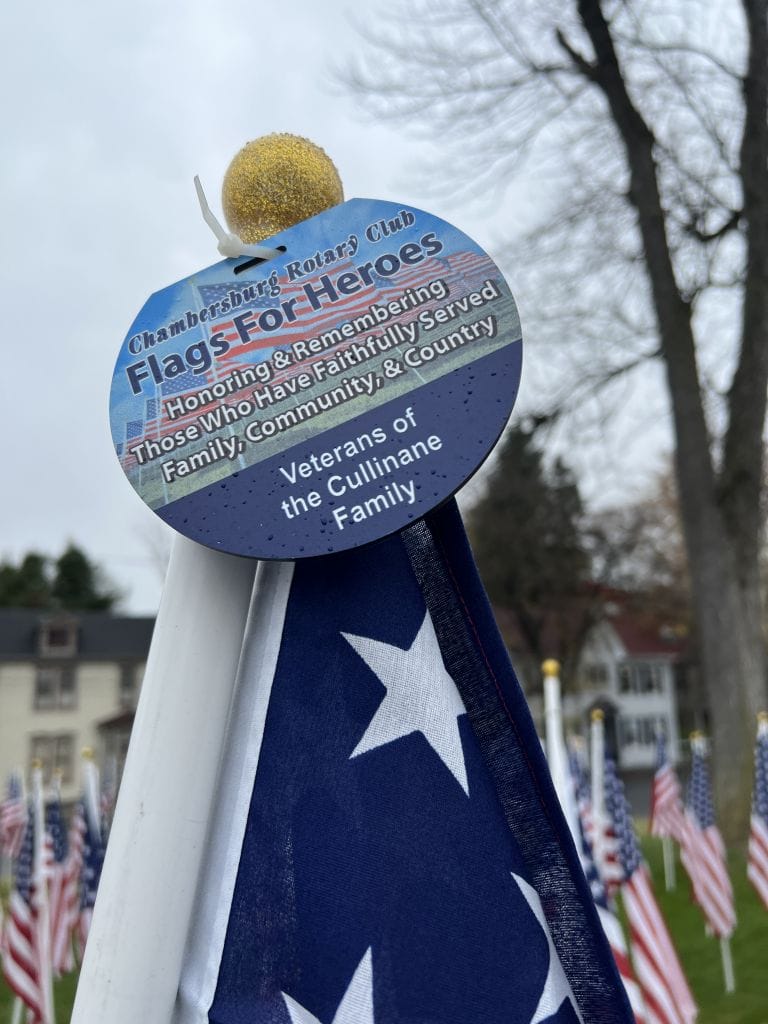 Chambersburg Rotary Club
Flags For Heroes
Honoring & Remembering
Those Who Have Faithfully Served
Family, Community, & Country
Veterans of
the Cullinane
Family